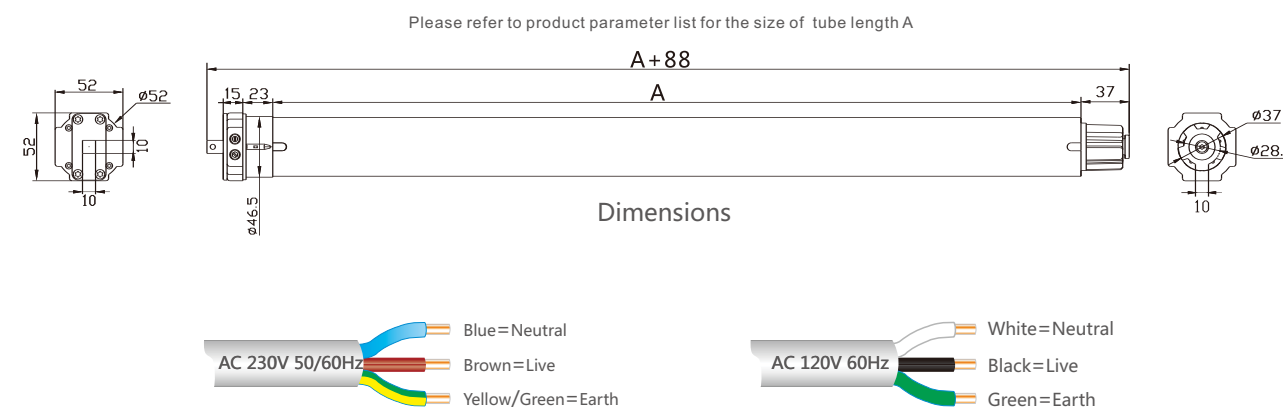 Please refer to product parameter list for the size of tube length A
A+88
52
ø52
15
23
A
37
52
10
10
ø46.5
ø37
ø28.
10
Dimensions
AC 230V 50/60Hz
Blue=Neutral
Brown=Live
Yellow/Green=Earth
AC 120V 60Hz
White=Neutral
Black=Live
Green=Earth